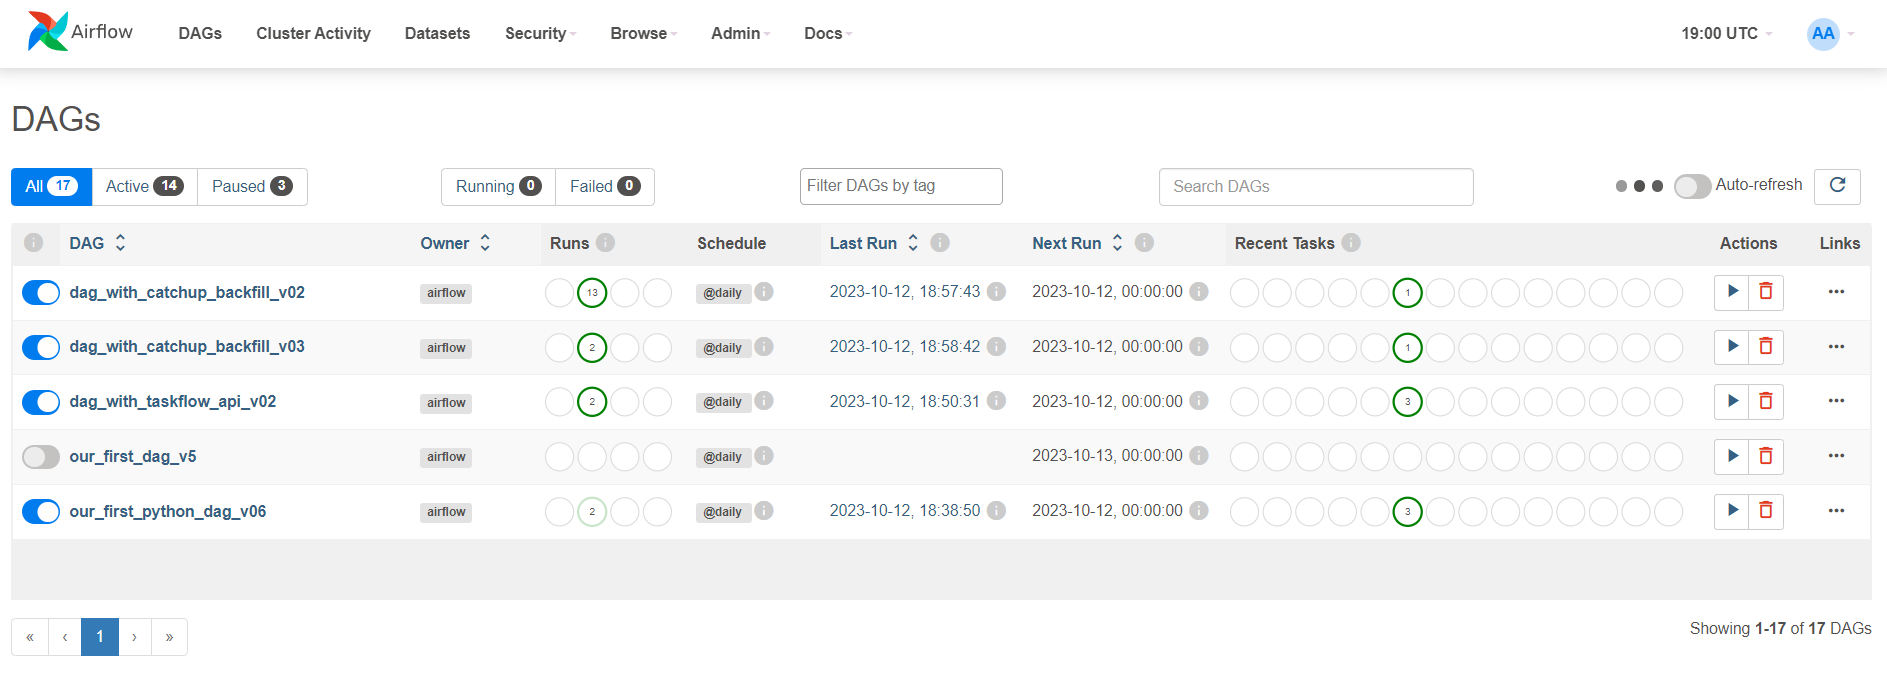 Airflow DAGs Cluster Activity Datasets Security Browse Admin Docs 19:00 UTC AA
DAGs
All 17 Active 14 Paused 3 Running 0 Failed 0 Filter DAGs by tag Search DAGs Auto-refresh
DAG Owner Runs Schedule Last Run Next Run Recent Tasks Actions Links
dag_with_catchup_backfill_v02 airflow 13 @daily 2023-10-12, 18:57:43 2023-10-12, 00:00:00 1
dag_with_catchup_backfill_v03 airflow 2 @daily 2023-10-12, 18:58:42 2023-10-12, 00:00:00 1
dag_with_taskflow_api_v02 airflow 2 @daily 2023-10-12, 18:50:31 2023-10-12, 00:00:00 3
our_first_dag_v5 airflow @daily 2023-10-13, 00:00:00
our_first_python_dag_v06 airflow 2 @daily 2023-10-12, 18:38:50 2023-10-12, 00:00:00 3
« ‹ 1 › » Showing 1-17 of 17 DAGs